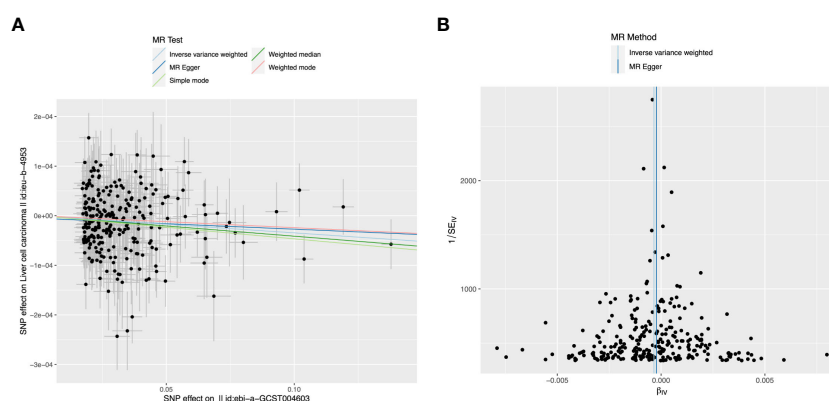 A
MR Test
Inverse variance weighted
Weighted median
MR Egger
Weighted mode
Simple mode
SNP effect on Liver cell carcinoma || id:ieu-b-4953
2e-04
1e-04
0e+00
−1e-04
−2e-04
−3e-04
0.05
0.10
SNP effect on || id:ebi-a-GCST004603
B
MR Method
Inverse variance weighted
MR Egger
1/SE_IV
2000
1000
−0.005
0.000
0.005
β_IV